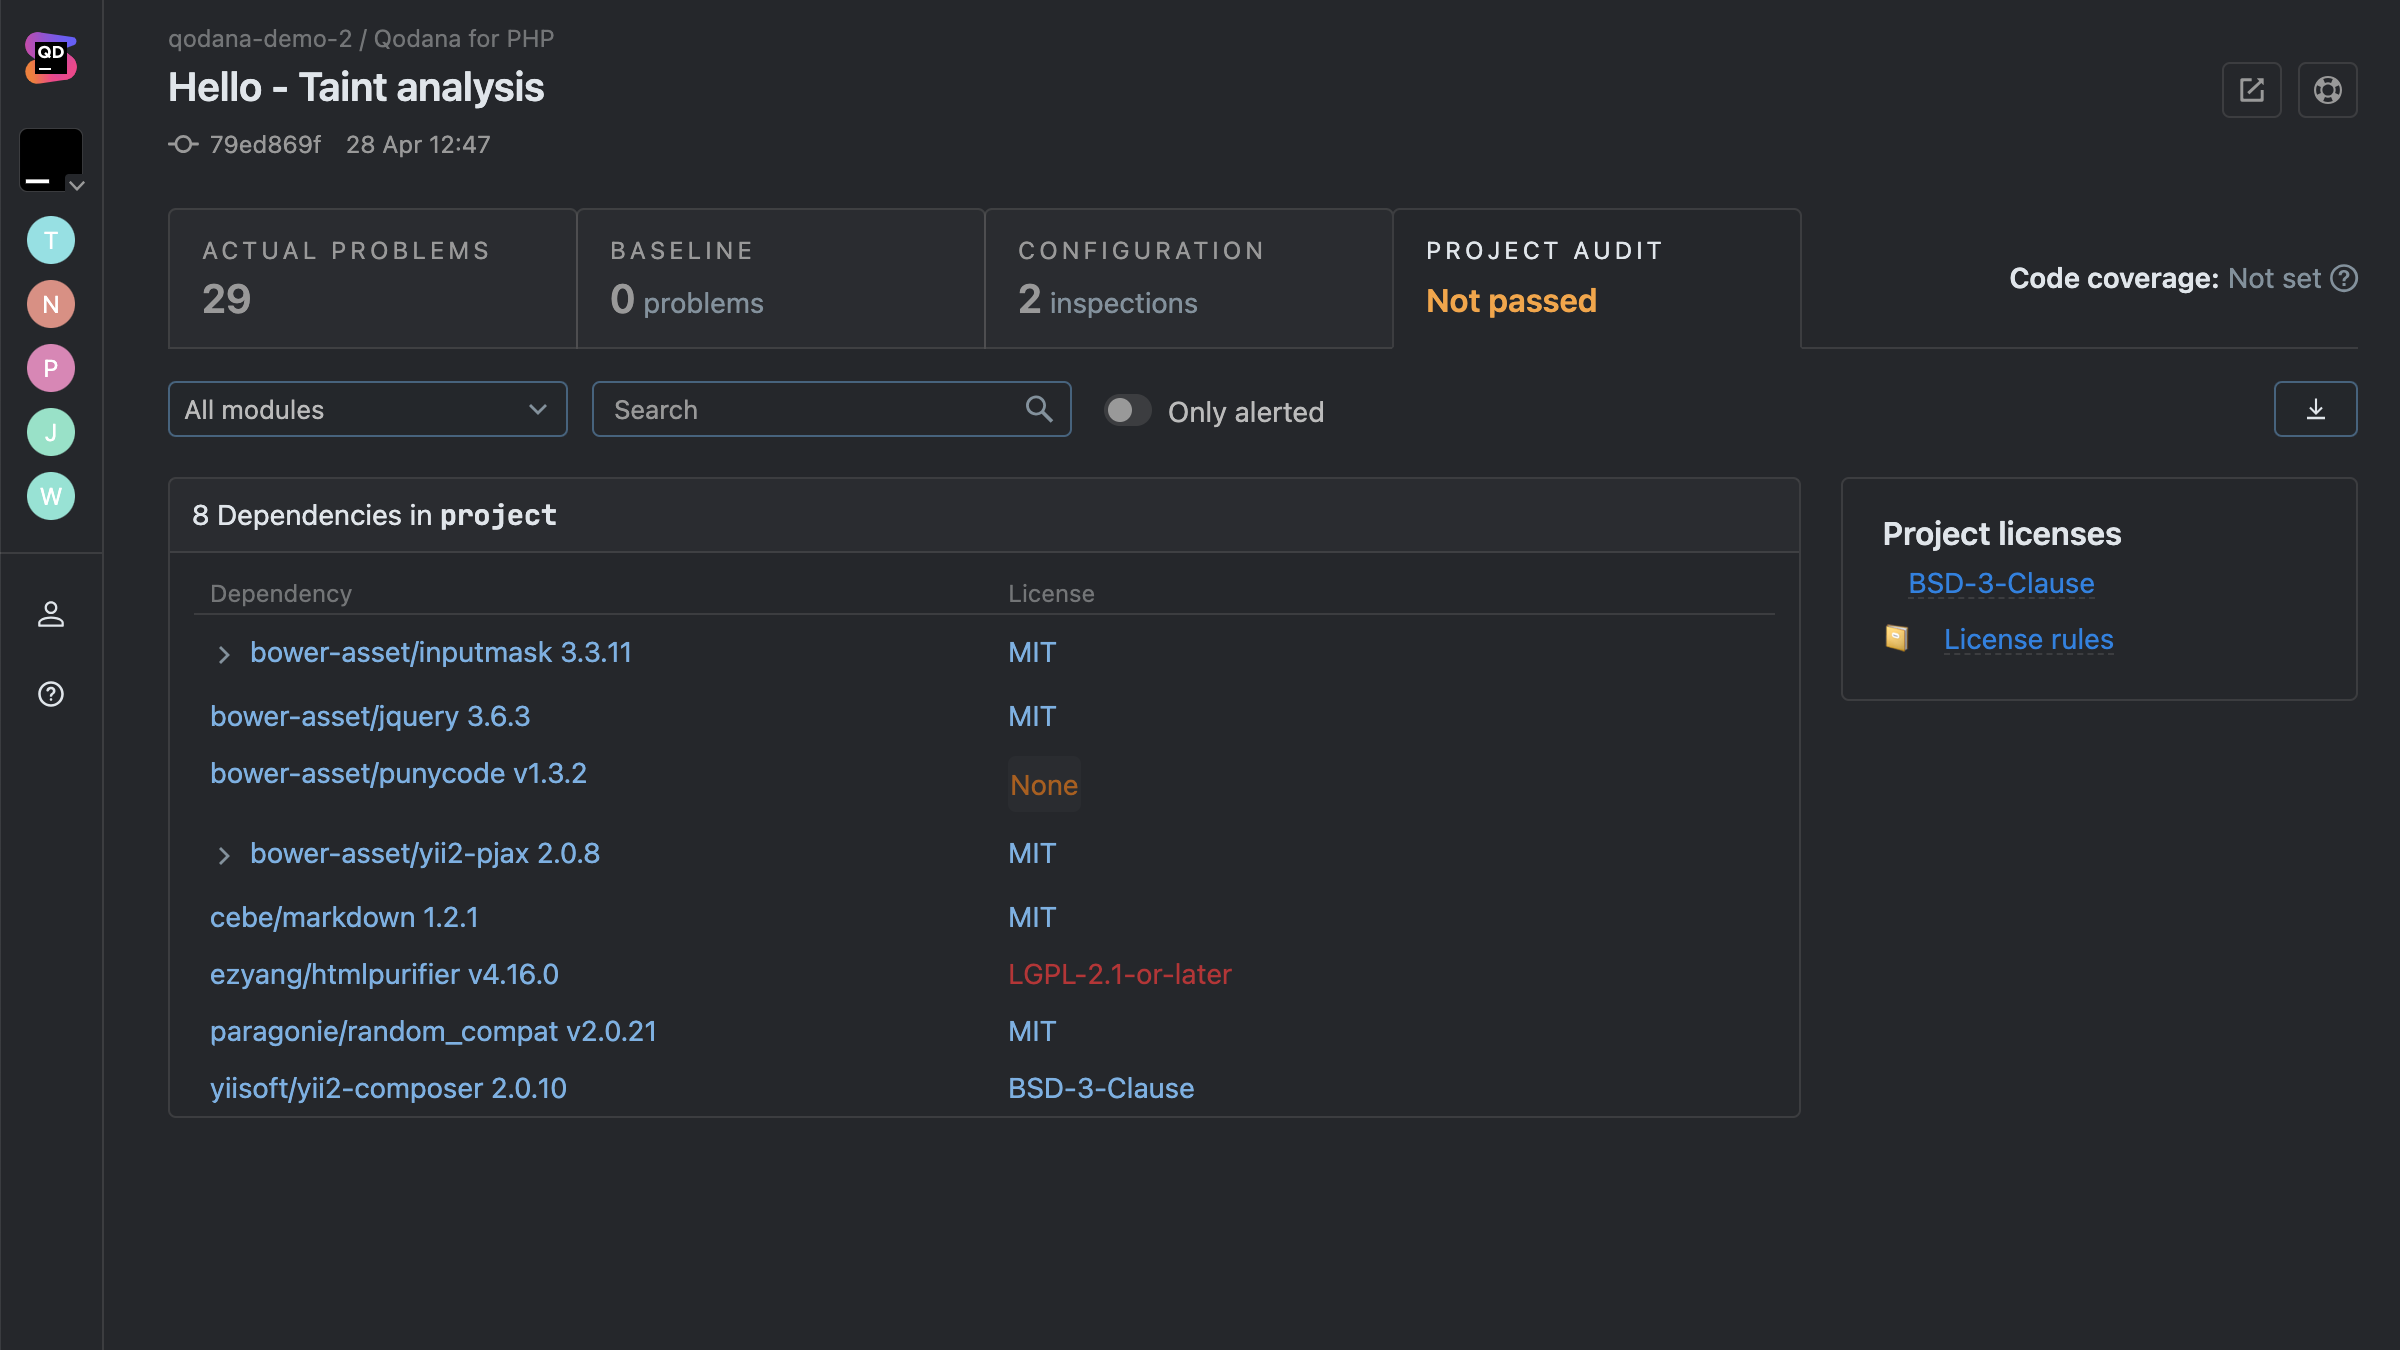 QD
qodana-demo-2 / Qodana for PHP
Hello - Taint analysis
79ed869f 28 Apr 12:47
T
N
P
J
W
ACTUAL PROBLEMS
29
BASELINE
0 problems
CONFIGURATION
2 inspections
PROJECT AUDIT
Not passed
Code coverage: Not set
All modules
Search
Only alerted
8 Dependencies in project
Dependency License
bower-asset/inputmask 3.3.11 MIT
bower-asset/jquery 3.6.3 MIT
bower-asset/punycode v1.3.2 None
bower-asset/yii2-pjax 2.0.8 MIT
cebe/markdown 1.2.1 MIT
ezyang/htmlpurifier v4.16.0 LGPL-2.1-or-later
paragonie/random_compat v2.0.21 MIT
yiisoft/yii2-composer 2.0.10 BSD-3-Clause
Project licenses
BSD-3-Clause
License rules